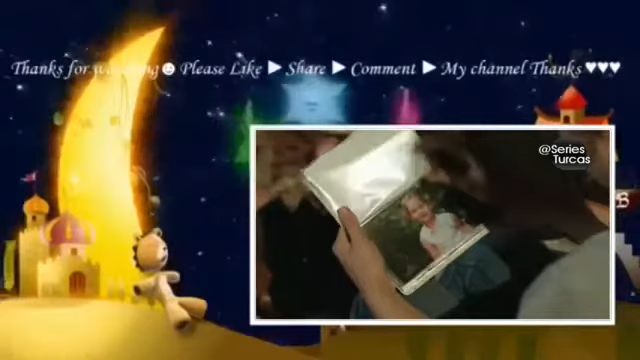 Thanks for watching☻ Please Like ► Share ► Comment ► My channel Thanks ♥♥♥
@Series
Turcas
B